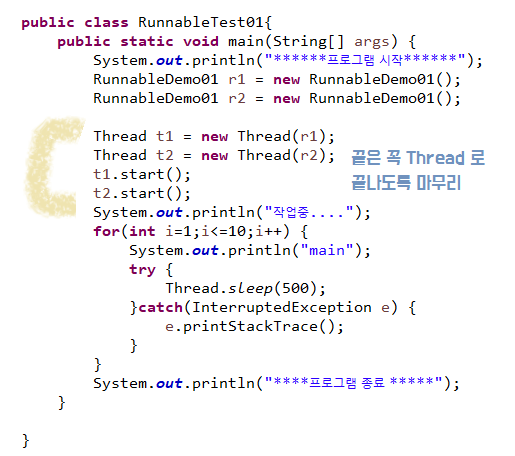 public class RunnableTest01{
    public static void main(String[] args) {
        System.out.println("******프로그램 시작******");
        RunnableDemo01 r1 = new RunnableDemo01();
        RunnableDemo01 r2 = new RunnableDemo01();
        Thread t1 = new Thread(r1);
        Thread t2 = new Thread(r2);
        t1.start();
        t2.start();
끝은 꼭 Thread 로
끝나도록 마무리
        System.out.println("작업중....");
        for(int i=1;i<=10;i++) {
            System.out.println("main");
            try {
                Thread.sleep(500);
            }catch(InterruptedException e) {
                e.printStackTrace();
            }
        }
        System.out.println("****프로그램 종료 *****");
    }
}